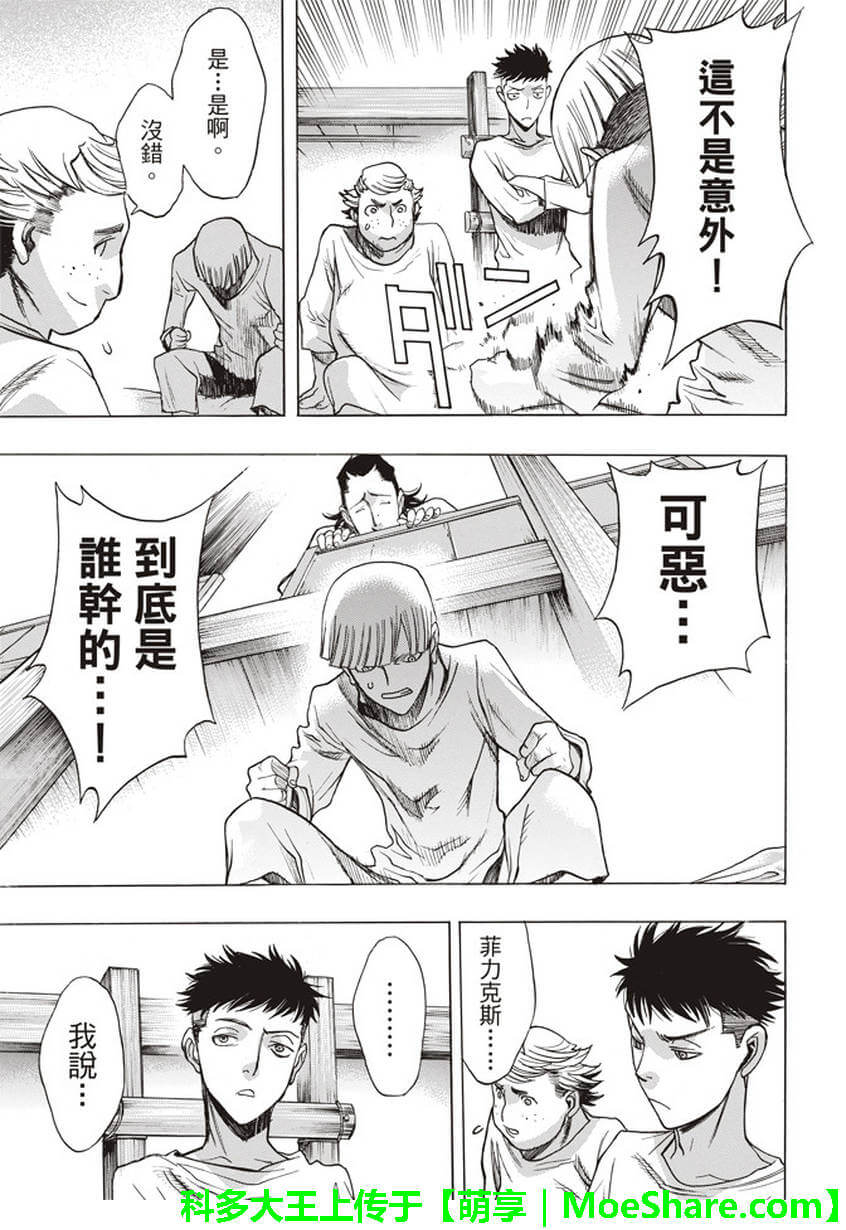 這不是意外！
ダン
是…是啊。
沒錯。
可惡…
到底是
誰幹的…！
菲力克斯……
………
我說…
科多大王上传于【萌享｜MoeShare.com】